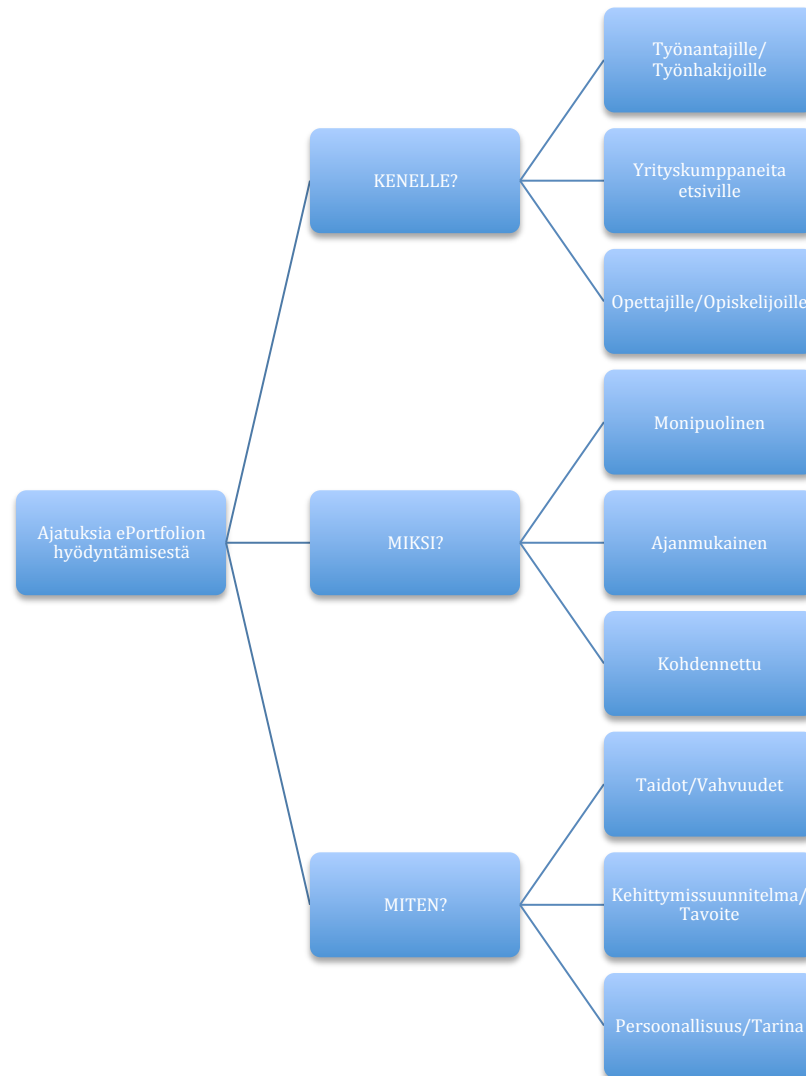 Ajatuksia ePortfolion
hyödyntämisestä
KENELLE?
Työnantajille/
Työnhakijoille
Yrityskumppaneita
etsiville
Opettajille/Opiskelijoille
MIKSI?
Monipuolinen
Ajanmukainen
Kohdennettu
MITEN?
Taidot/Vahvuudet
Kehittymissuunnitelma/
Tavoite
Persoonallisuus/Tarina